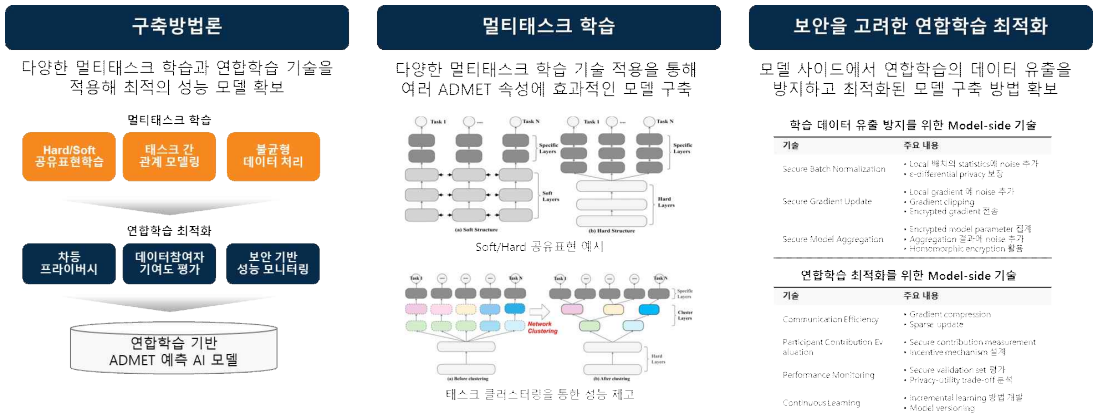 구축방법론
다양한 멀티태스크 학습과 연합학습 기술을
적용해 최적의 성능 모델 확보
멀티태스크 학습
Hard/Soft
공유표현학습
태스크 간
관계 모델링
불균형
데이터 처리
연합학습 최적화
차등
프라이버시
데이터참여자
기여도 평가
보안 기반
성능 모니터링
연합학습 기반
ADMET 예측 AI 모델
멀티태스크 학습
다양한 멀티태스크 학습 기술 적용을 통해
여러 ADMET 속성에 효과적인 모델 구축
Task 1 ... Task N
Task 1 ... Task N
Specific
Layers
Specific
Layers
Soft
Layers
Hard
Layers
(a) Soft Structure
(b) Hard Structure
Soft/Hard 공유표현 예시
Task1 Task N
Task1 Task N
Specific
Layers
Cluster
Layers
Network
Clustering
Hard
Layers
(a) Before clustering
(b) After clustering
태스크 클러스터링을 통한 성능 제고
보안을 고려한 연합학습 최적화
모델 사이드에서 연합학습의 데이터 유출을
방지하고 최적화된 모델 구축 방법 확보
학습 데이터 유출 방지를 위한 Model-side 기술
기술 주요 내용
Secure Batch Normalization
• Local 배치의 statistics에 noise 추가
• ε-differential privacy 보장
Secure Gradient Update
• Local gradient 에 noise 추가
• Gradient clipping
• Encrypted gradient 전송
Secure Model Aggregation
• Encrypted model parameter 집계
• Aggregation 결과에 noise 추가
• Homomorphic encryption 활용
연합학습 최적화를 위한 Model-side 기술
기술 주요 내용
Communication Efficiency
• Gradient compression
• Sparse update
Participant Contribution Ev
aluation
• Secure contribution measurement
• Incentive mechanism 설계
Performance Monitoring
• Secure validation set 평가
• Privacy-utility trade-off 분석
Continuous Learning
• Incremental learning 방법 개발
• Model versioning